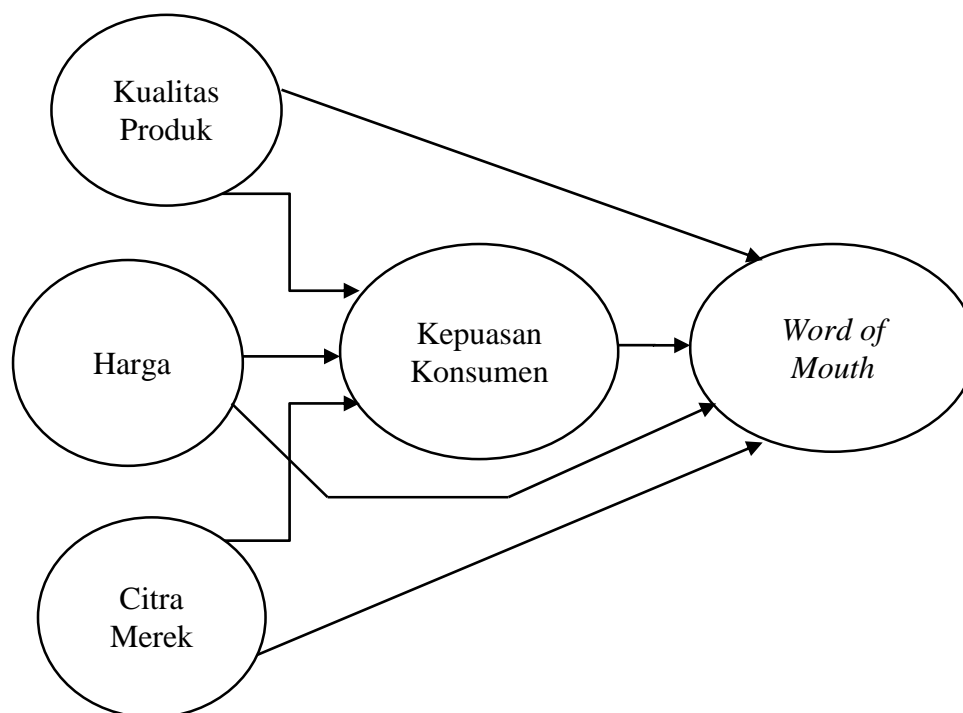 Kualitas
Produk
Harga
Kepuasan
Konsumen
Word of
Mouth
Citra
Merek